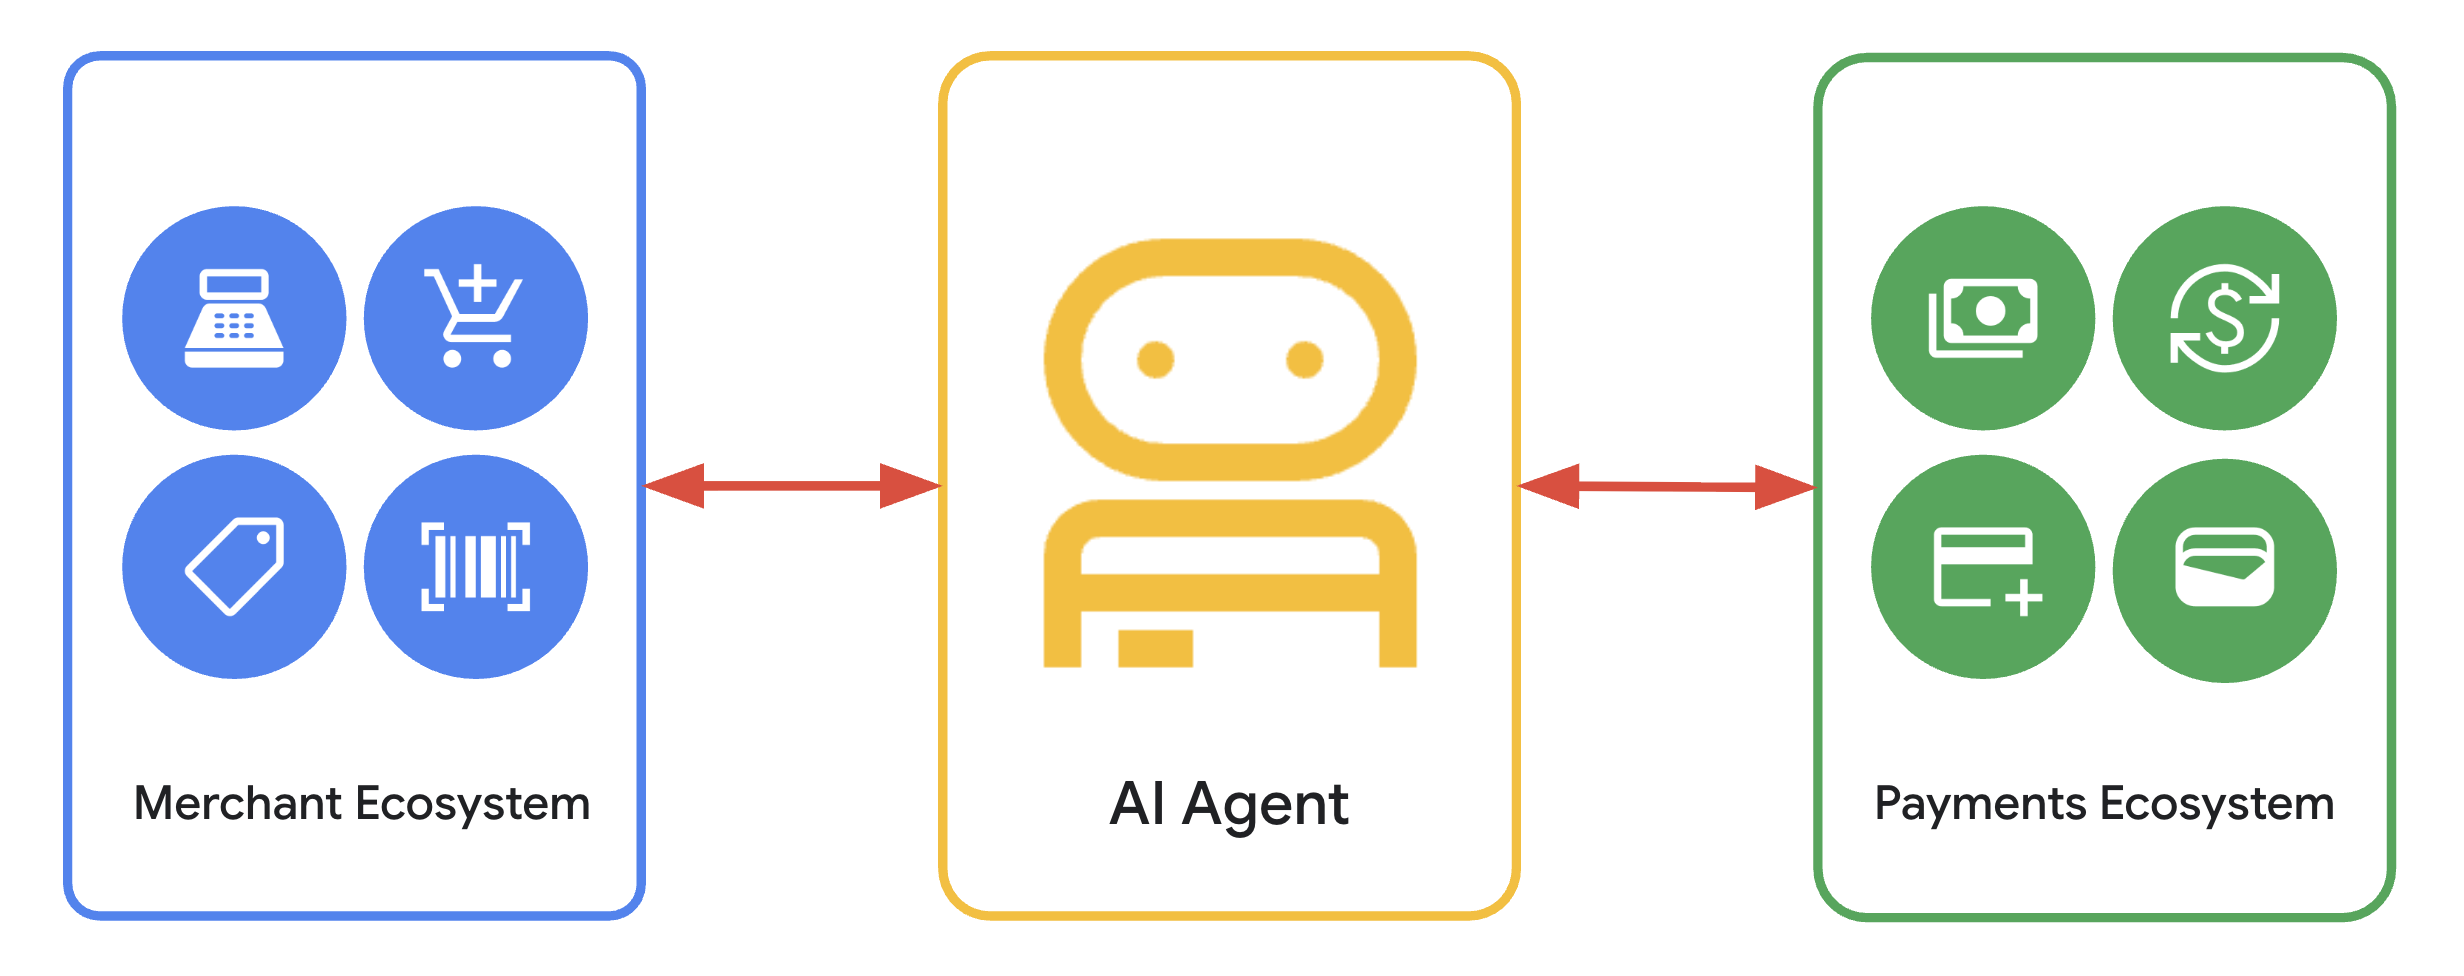 Merchant Ecosystem
AI Agent
Payments Ecosystem